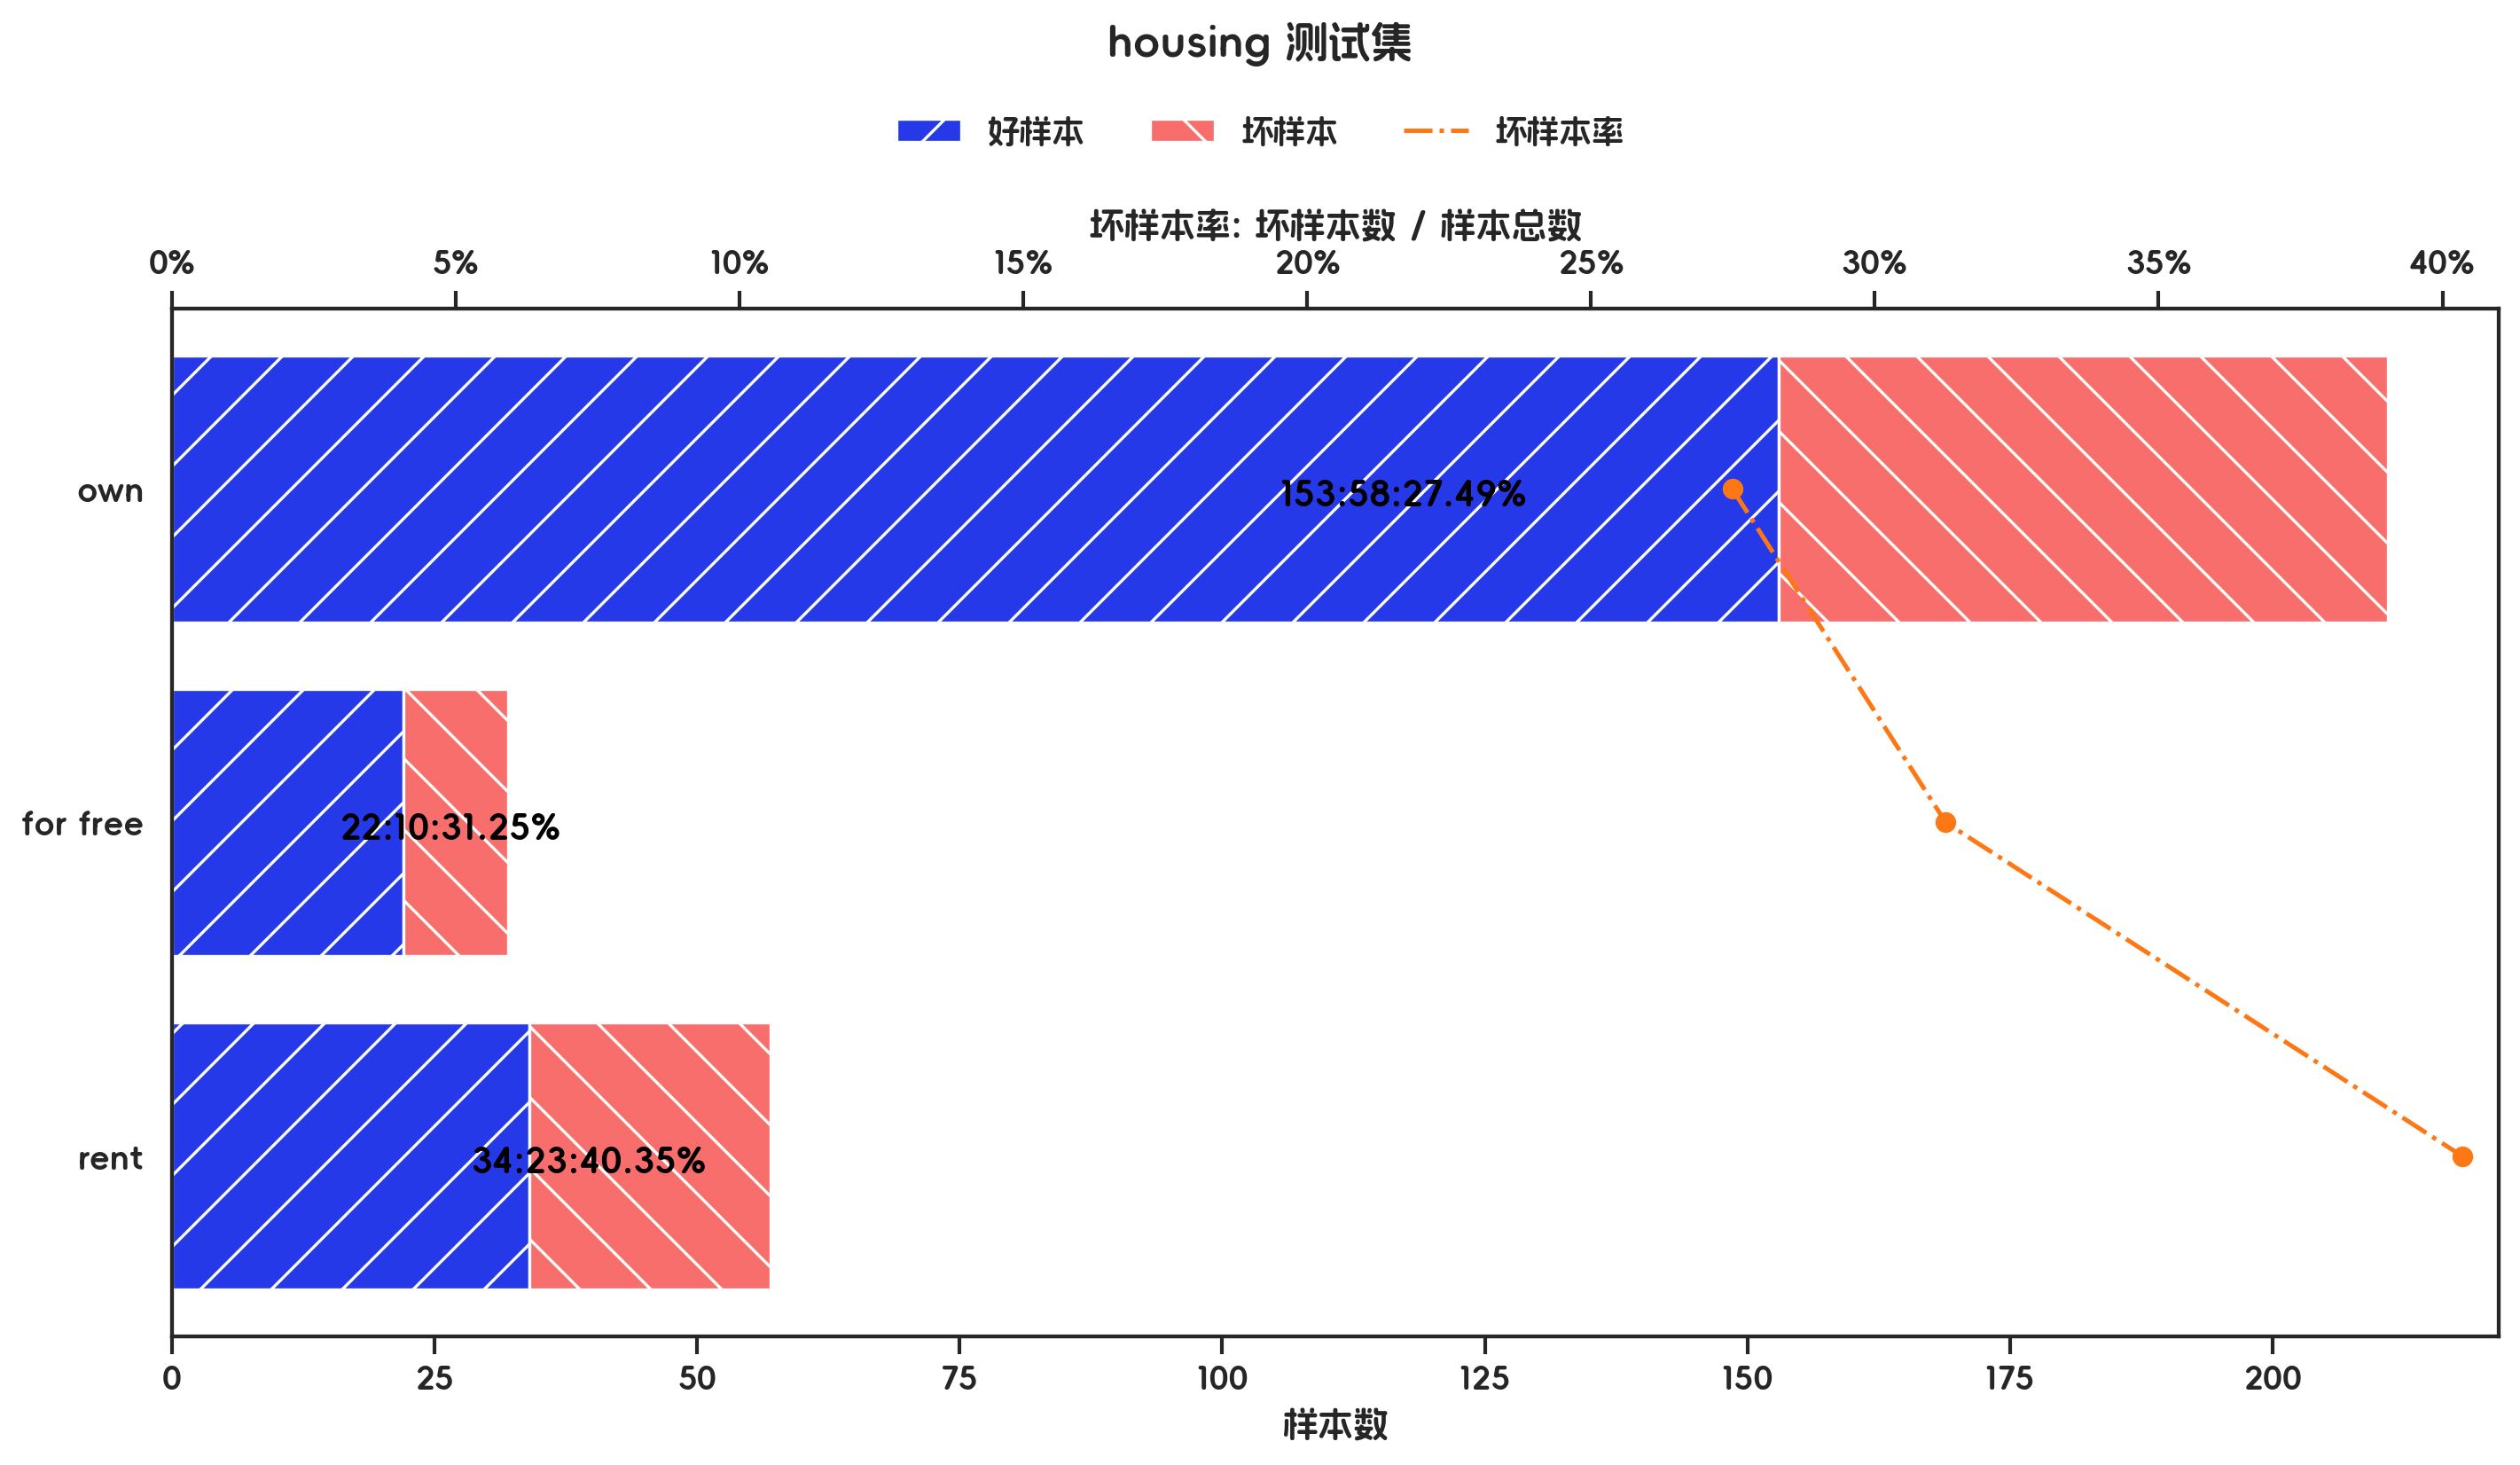 housing 测试集
好样本 坏样本 坏样本率
坏样本率: 坏样本数 / 样本总数
0% 5% 10% 15% 20% 25% 30% 35% 40%
own
153:58:27.49%
for free
22:10:31.25%
rent
34:23:40.35%
0 25 50 75 100 125 150 175 200
样本数